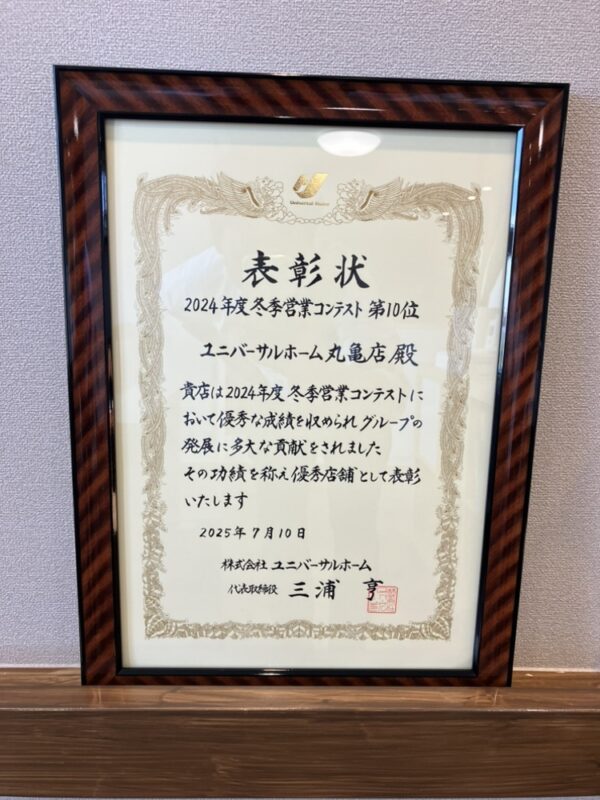 Universal Home
表彰状
2024年度冬季営業コンテスト 第10位
ユニバーサルホーム丸亀店 殿
貴店は2024年度冬季営業コンテストに
おいて優秀な成績を収められグループの
発展に多大な貢献をされました
その功績を称え優秀店舗として表彰
いたします
2025年7月10日
株式会社 ユニバーサルホーム
代表取締役 三浦 亨